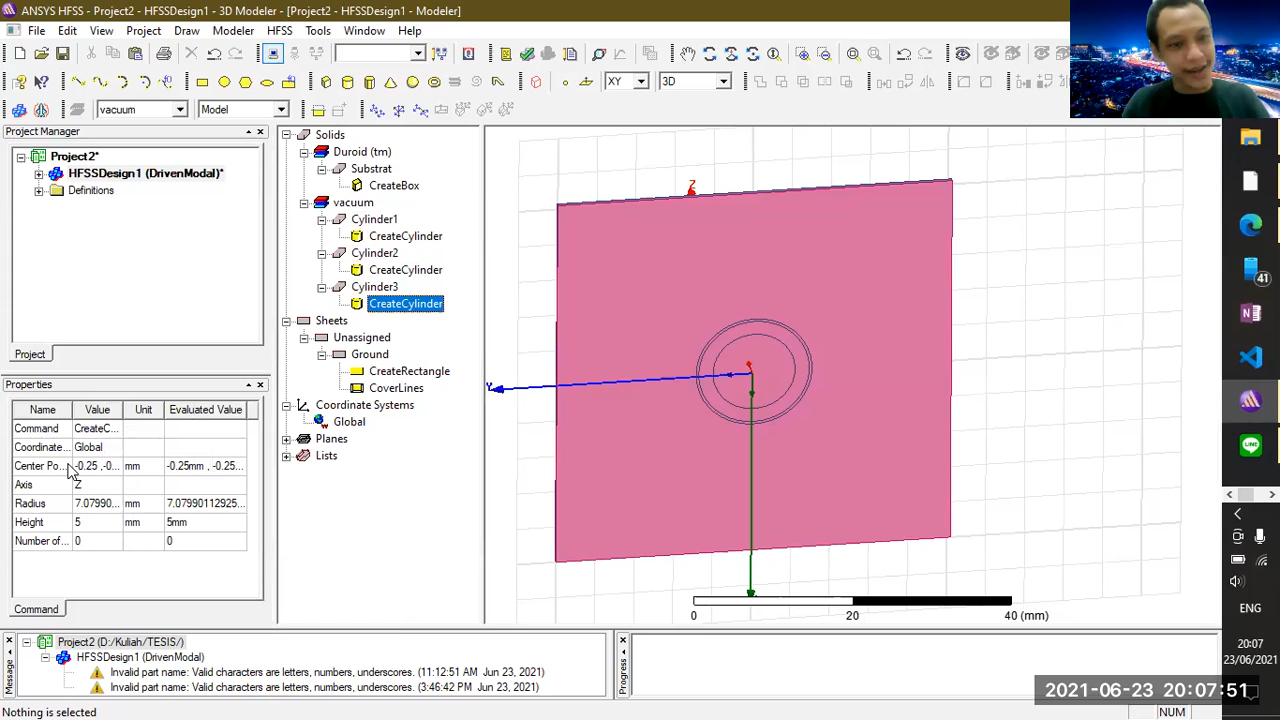 ANSYS HFSS - Project2 - HFSSDesign1 - 3D Modeler - [Project2 - HFSSDesign1 - Modeler]
File Edit View Project Draw Modeler HFSS Tools Window Help
XY 3D
vacuum Model
Project Manager
Project2*
HFSSDesign1 (DrivenModal)*
Definitions
Project
Properties
Name Value Unit Evaluated Value
Command CreateC...
Coordinate... Global
Center Po... -0.25 ,-0... mm -0.25mm , -0.25...
Axis Z
Radius 7.07990... mm 7.07990112925...
Height 5 mm 5mm
Number of... 0 0
Command
Solids
Duroid (tm)
Substrat
CreateBox
vacuum
Cylinder1
CreateCylinder
Cylinder2
CreateCylinder
Cylinder3
CreateCylinder
Sheets
Unassigned
Ground
CreateRectangle
CoverLines
Coordinate Systems
Global
Planes
Lists
Z
Y
0 20 40 (mm)
Message
Project2 (D:/Kuliah/TESIS/)
HFSSDesign1 (DrivenModal)
Invalid part name: Valid characters are letters, numbers, underscores. (11:12:51 AM Jun 23, 2021)
Invalid part name: Valid characters are letters, numbers, underscores. (3:46:42 PM Jun 23, 2021)
Progress
Nothing is selected
NUM
41
ENG
20:07
23/06/2021
2021-06-23 20:07:51